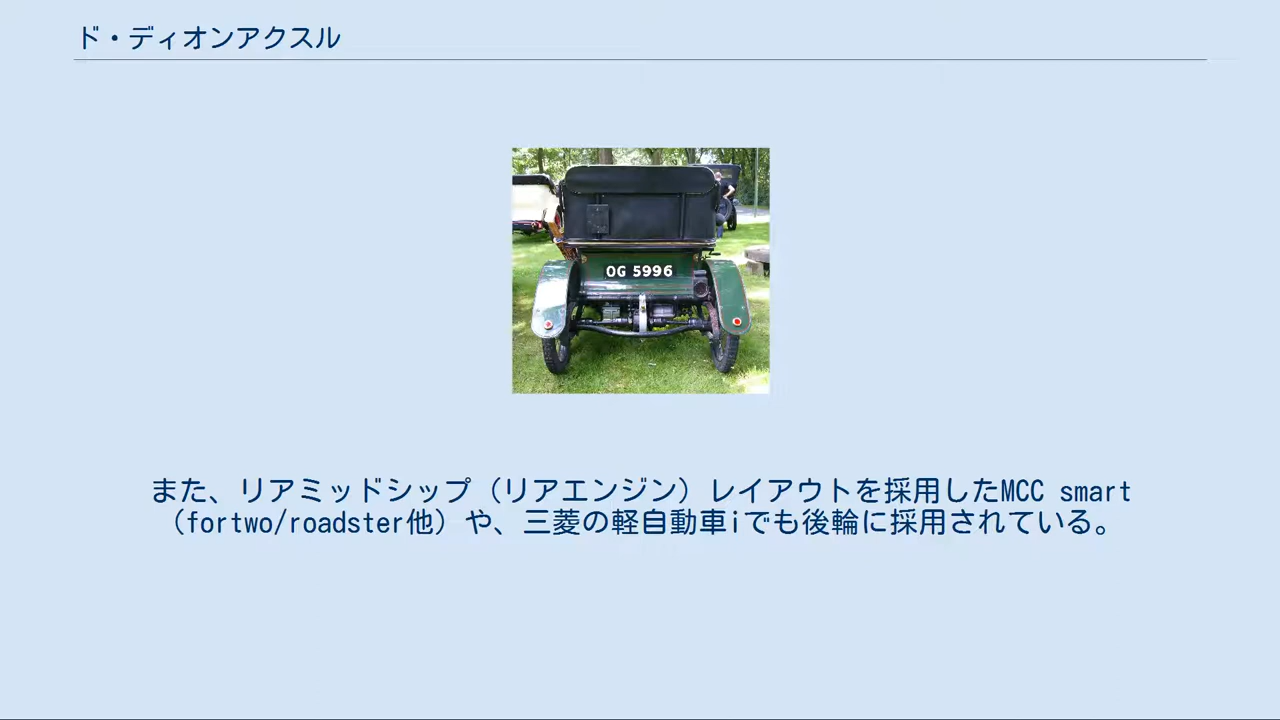 ド・ディオンアクスル
OG 5996
また、リアミッドシップ（リアエンジン）レイアウトを採用したMCC smart
（fortwo/roadster他）や、三菱の軽自動車iでも後輪に採用されている。